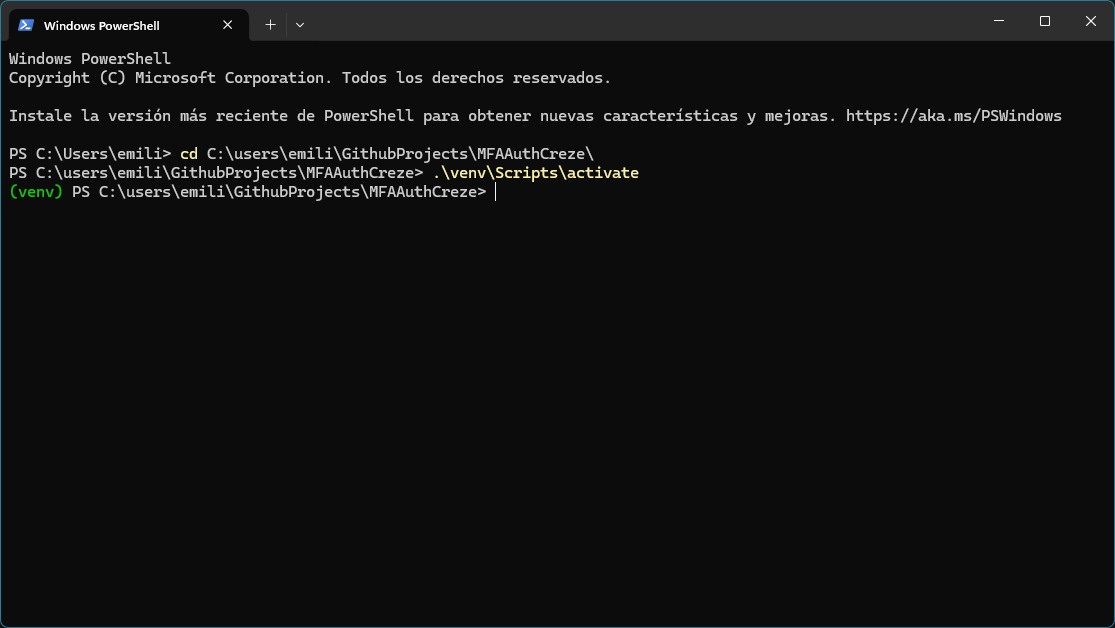 Windows PowerShell
Windows PowerShell
Copyright (C) Microsoft Corporation. Todos los derechos reservados.
Instale la versión más reciente de PowerShell para obtener nuevas características y mejoras. https://aka.ms/PSWindows
PS C:\Users\emili> cd C:\users\emili\GithubProjects\MFAAuthCreze\
PS C:\users\emili\GithubProjects\MFAAuthCreze> .\venv\Scripts\activate
(venv) PS C:\users\emili\GithubProjects\MFAAuthCreze>